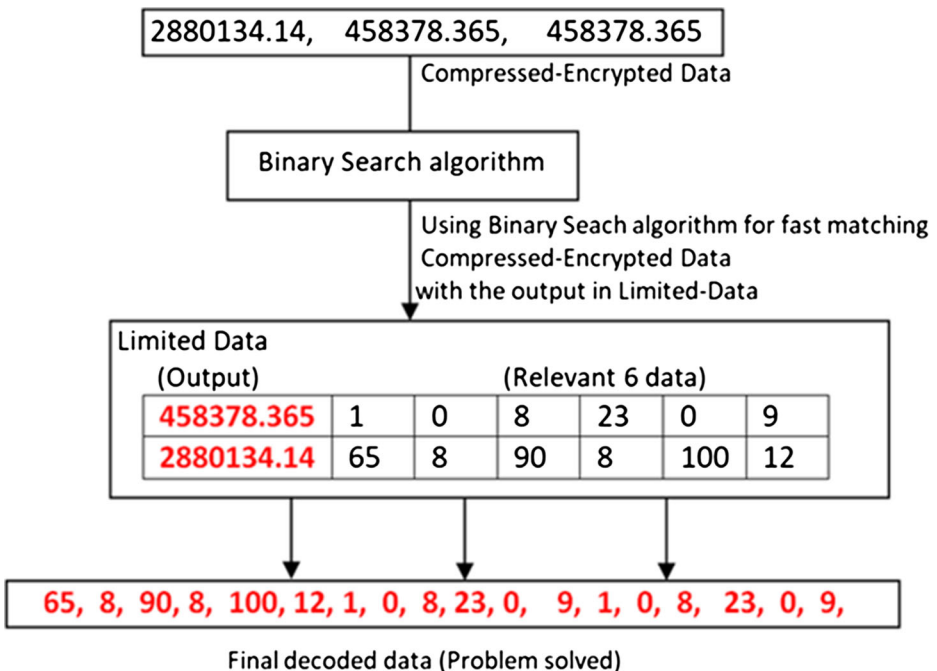 2880134.14, 458378.365, 458378.365
Compressed-Encrypted Data
Binary Search algorithm
Using Binary Seach algorithm for fast matching
Compressed-Encrypted Data
with the output in Limited-Data
Limited Data
(Output) (Relevant 6 data)
458378.365 1 0 8 23 0 9
2880134.14 65 8 90 8 100 12
65, 8, 90, 8, 100, 12, 1, 0, 8, 23, 0, 9, 1, 0, 8, 23, 0, 9,
Final decoded data (Problem solved)